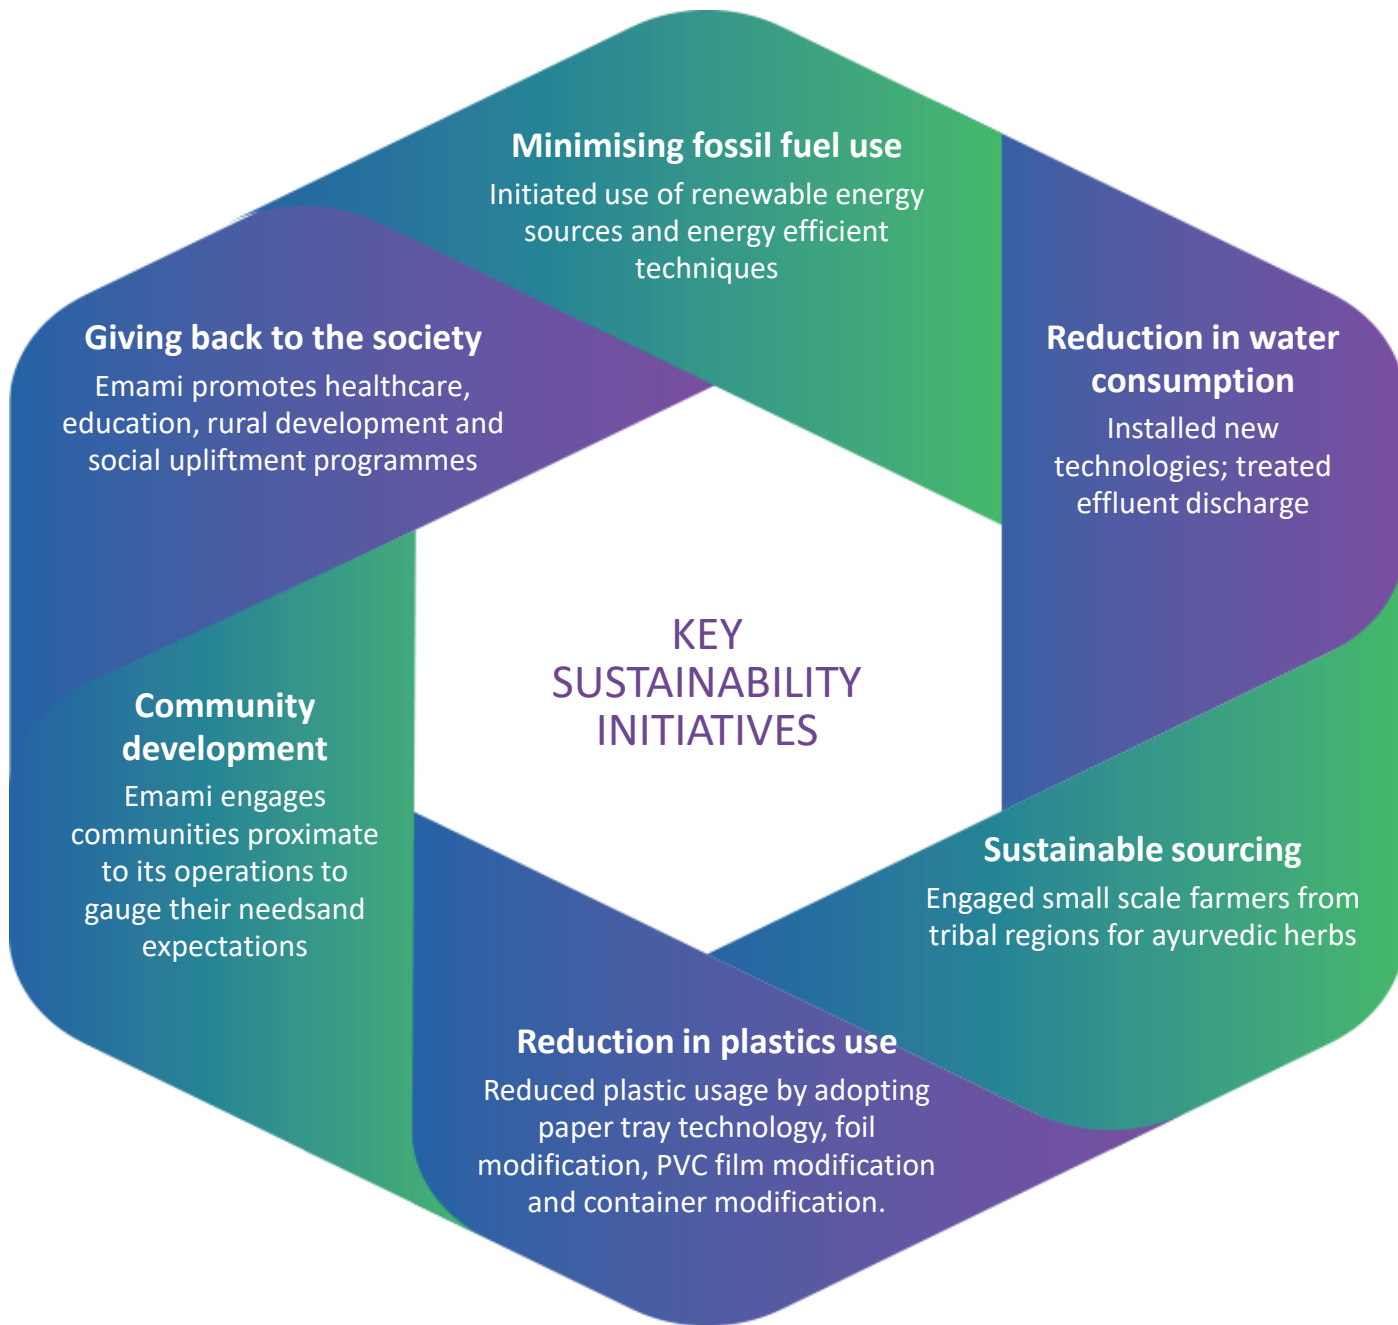 Minimising fossil fuel use
Initiated use of renewable energy
sources and energy efficient
techniques
Reduction in water
consumption
Installed new
technologies; treated
effluent discharge
Sustainable sourcing
Engaged small scale farmers from
tribal regions for ayurvedic herbs
Reduction in plastics use
Reduced plastic usage by adopting
paper tray technology, foil
modification, PVC film modification
and container modification.
Community
development
Emami engages
communities proximate
to its operations to
gauge their needsand
expectations
Giving back to the society
Emami promotes healthcare,
education, rural development and
social upliftment programmes
KEY
SUSTAINABILITY
INITIATIVES